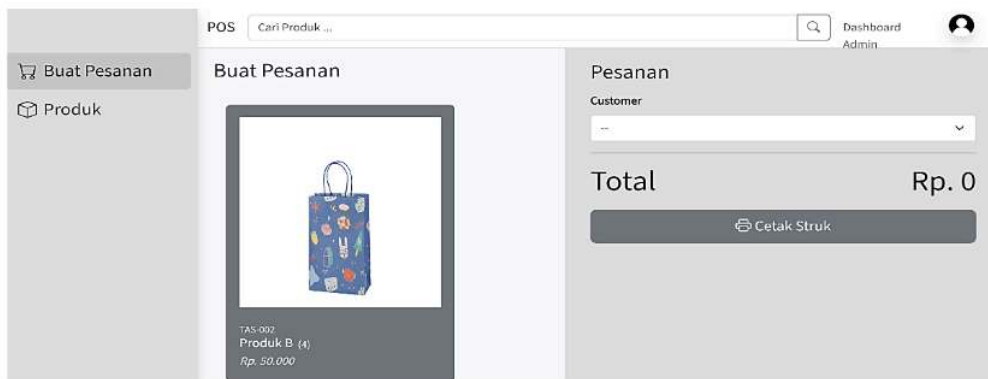 POS
Cari Produk ...
Dashboard
Admin
Buat Pesanan
Produk
Buat Pesanan
TAS-002
Produk B (4)
Rp. 50.000
Pesanan
Customer
--
Total Rp. 0
Cetak Struk